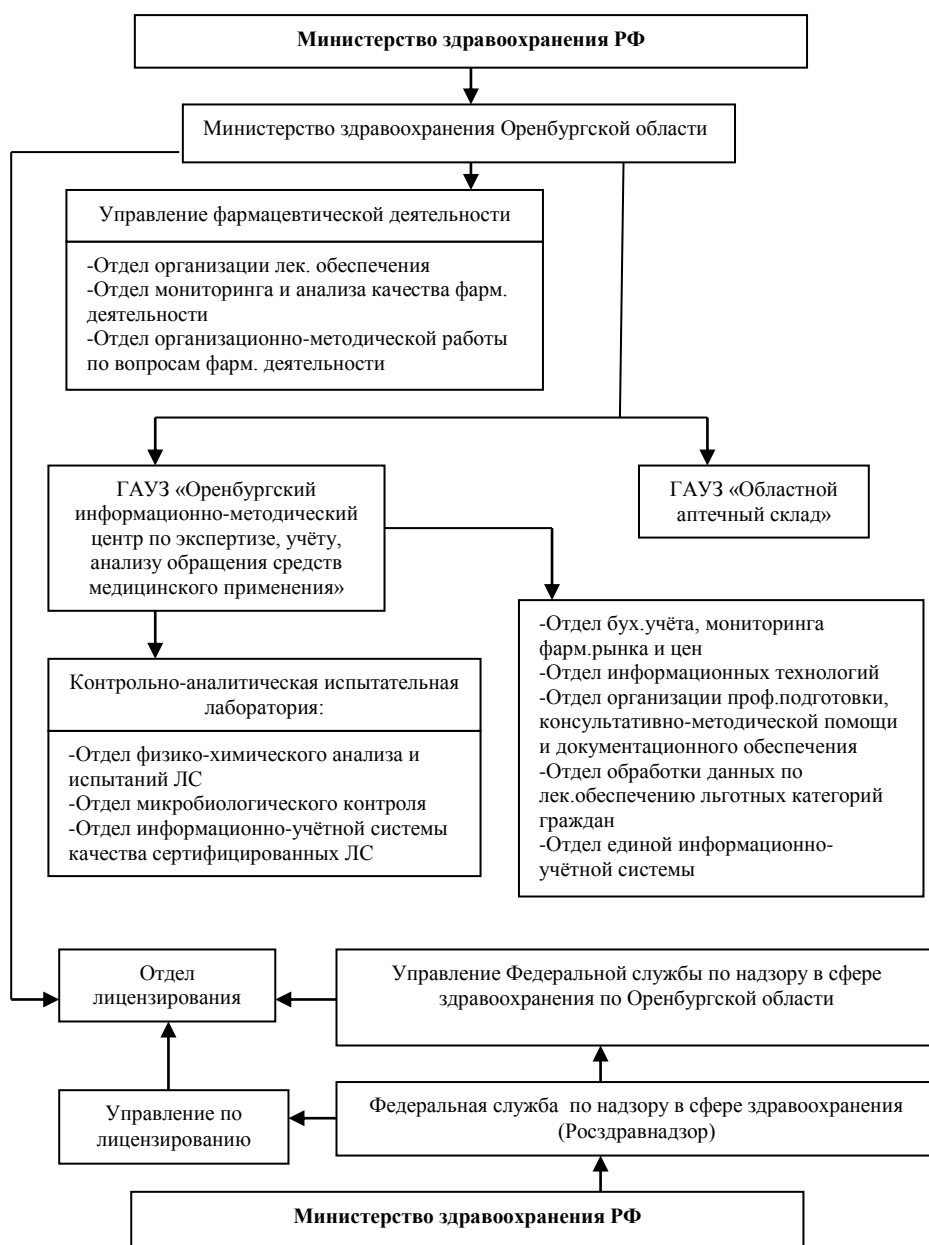 Министерство здравоохранения РФ
Министерство здравоохранения Оренбургской области
Управление фармацевтической деятельности
-Отдел организации лек. обеспечения
-Отдел мониторинга и анализа качества фарм.
деятельности
-Отдел организационно-методической работы
по вопросам фарм. деятельности
ГАУЗ «Оренбургский
информационно-методический
центр по экспертизе, учёту,
анализу обращения средств
медицинского применения»
ГАУЗ «Областной
аптечный склад»
-Отдел бух.учёта, мониторинга
фарм.рынка и цен
-Отдел информационных технологий
-Отдел организации проф.подготовки,
консультативно-методической помощи
и документационного обеспечения
-Отдел обработки данных по
лек.обеспечению льготных категорий
граждан
-Отдел единой информационно-
учётной системы
Контрольно-аналитическая испытательная
лаборатория:
-Отдел физико-химического анализа и
испытаний ЛС
-Отдел микробиологического контроля
-Отдел информационно-учётной системы
качества сертифицированных ЛС
Отдел
лицензирования
Управление Федеральной службы по надзору в сфере
здравоохранения по Оренбургской области
Управление по
лицензированию
Федеральная служба по надзору в сфере здравоохранения
(Росздравнадзор)
Министерство здравоохранения РФ